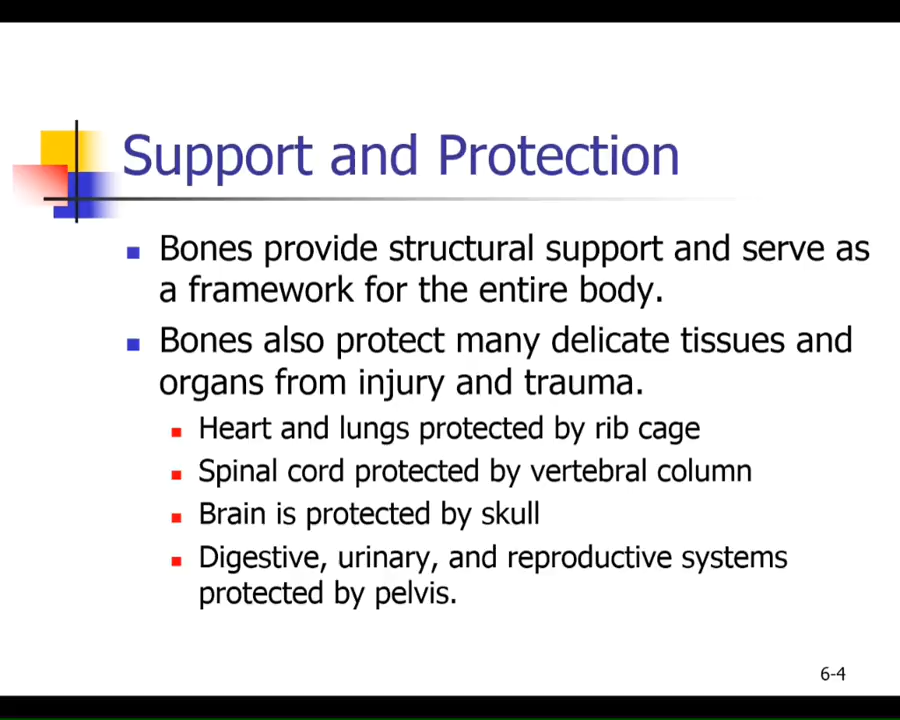 Support and Protection
Bones provide structural support and serve as
a framework for the entire body.
Bones also protect many delicate tissues and
organs from injury and trauma.
Heart and lungs protected by rib cage
Spinal cord protected by vertebral column
Brain is protected by skull
Digestive, urinary, and reproductive systems
protected by pelvis.
6-4